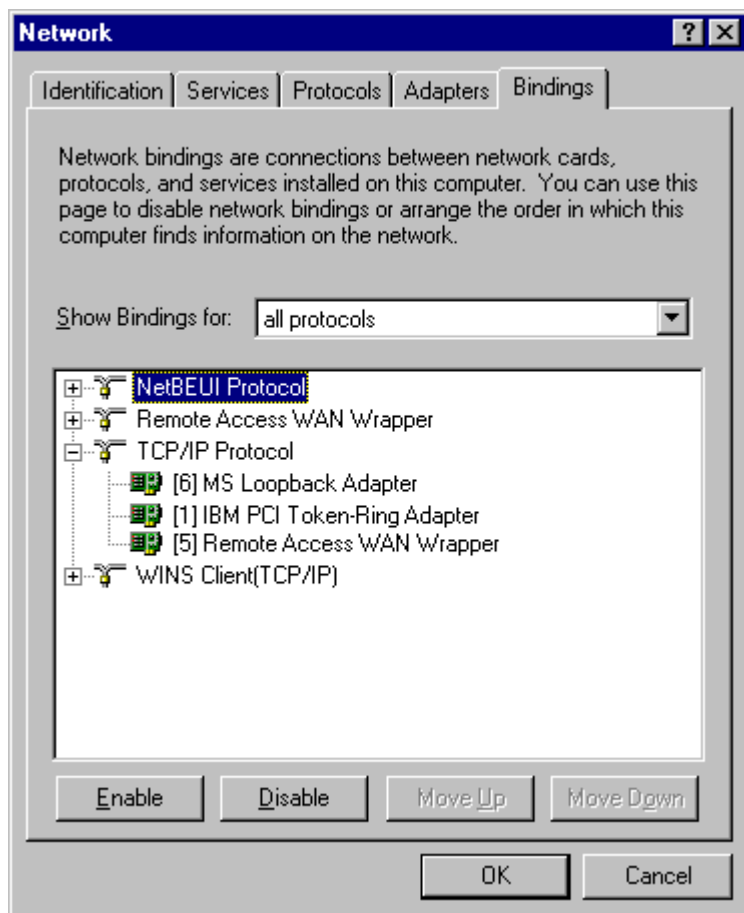 Network
Identification Services Protocols Adapters Bindings
Network bindings are connections between network cards,
protocols, and services installed on this computer. You can use this
page to disable network bindings or arrange the order in which this
computer finds information on the network.
Show Bindings for: all protocols
NetBEUI Protocol
Remote Access WAN Wrapper
TCP/IP Protocol
[6] MS Loopback Adapter
[1] IBM PCI Token-Ring Adapter
[5] Remote Access WAN Wrapper
WINS Client(TCP/IP)
Enable Disable Move Up Move Down
OK Cancel